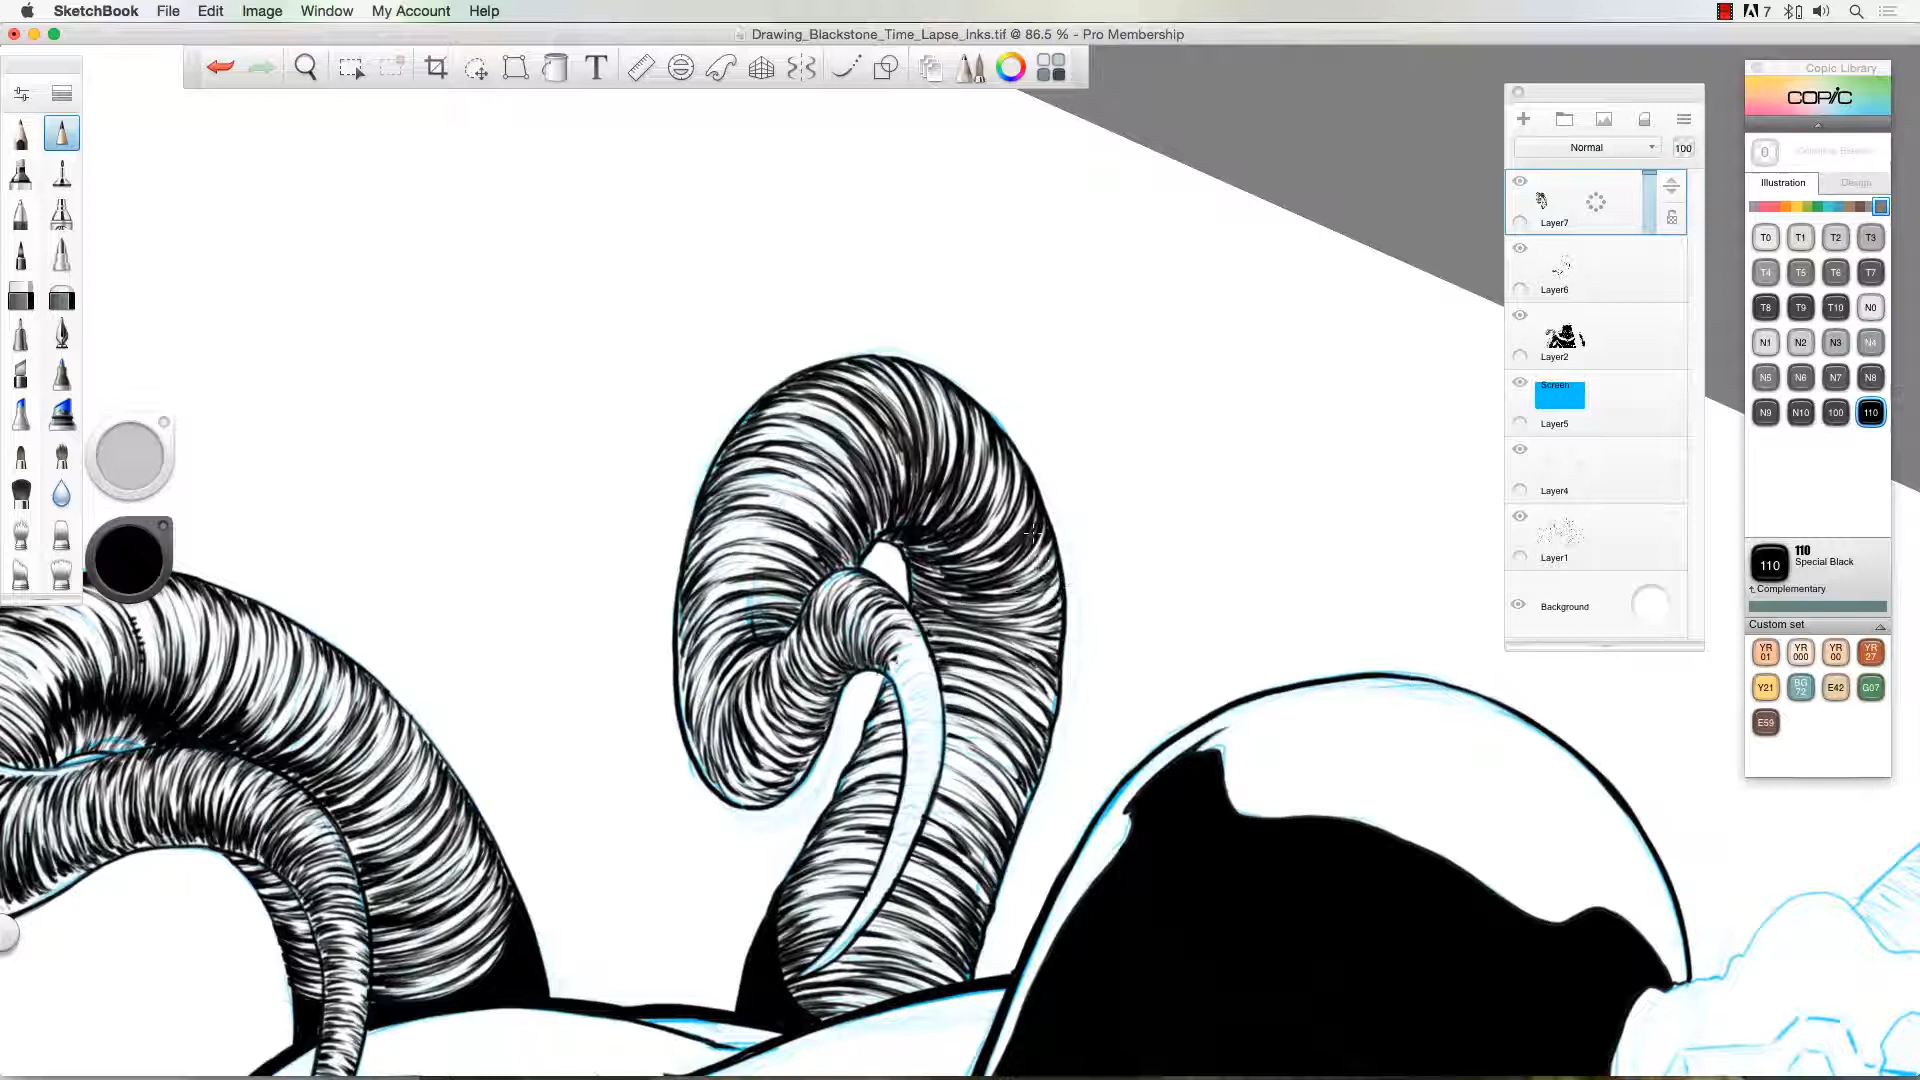 SketchBook File Edit Image Window My Account Help
7
Drawing_Blackstone_Time_Lapse_Inks.tif @ 86.5 % - Pro Membership
T
Normal
100
Layer7
Layer6
Layer2
Screen
Layer5
Layer4
Layer1
Background
Copic Library
COPIC
0
Illustration Design
T0 T1 T2 T3
T4 T5 T6 T7
T8 T9 T10 N0
N1 N2 N3 N4
N5 N6 N7 N8
N9 N10 100 110
110
110
Special Black
Complementary
Custom set
YR 01 YR 000 YR 00 YR 27
Y21 BG 72 E42 G07
E59